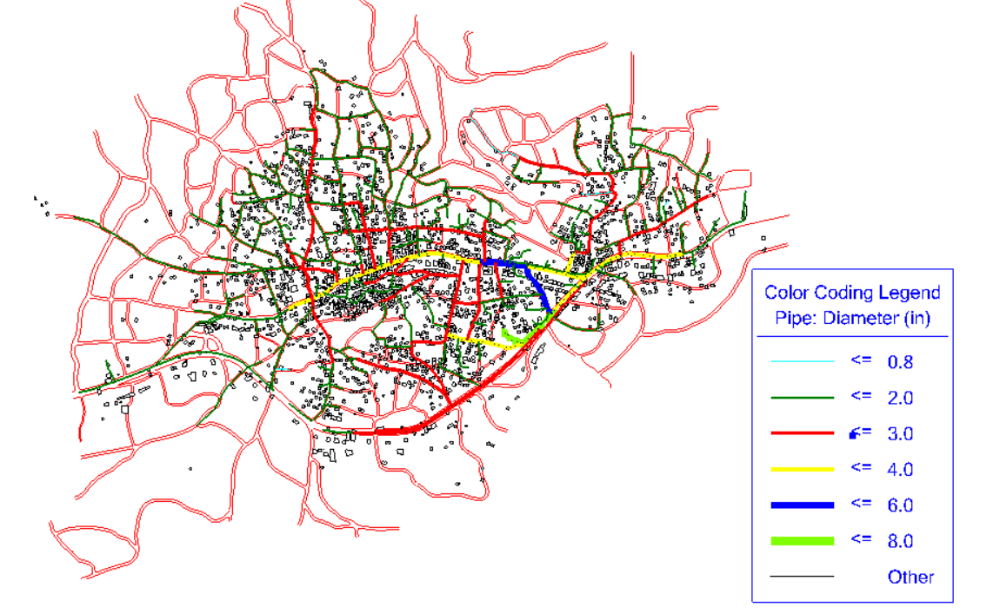 Color Coding Legend
Pipe: Diameter (in)
<= 0.8
<= 2.0
<= 3.0
<= 4.0
<= 6.0
<= 8.0
Other